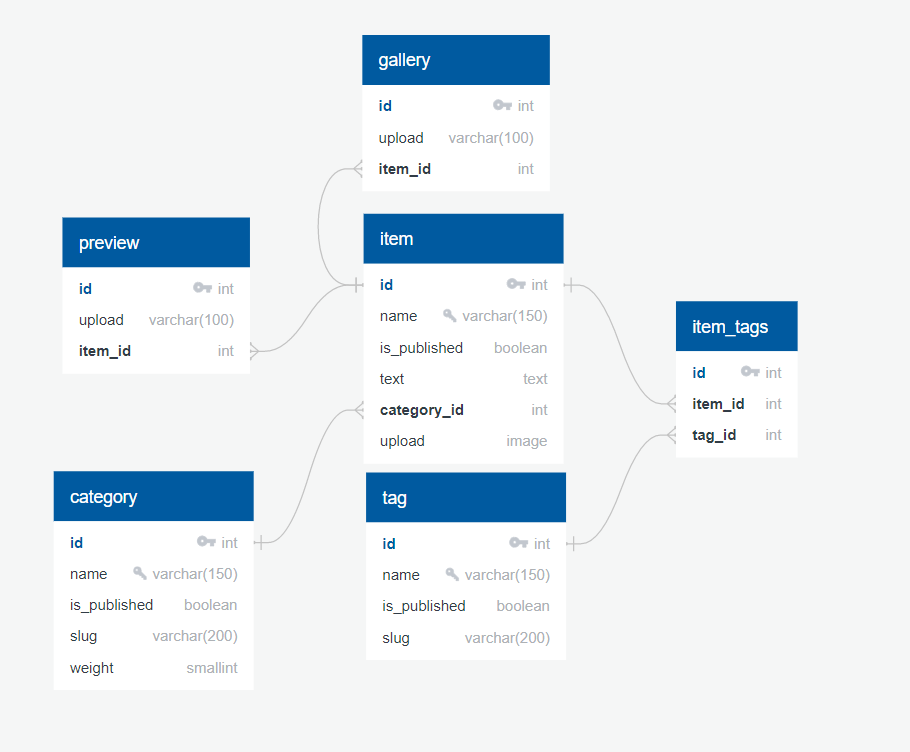 gallery
id int
upload varchar(100)
item_id int
preview
id int
upload varchar(100)
item_id int
item
id int
name varchar(150)
is_published boolean
text text
category_id int
upload image
item_tags
id int
item_id int
tag_id int
category
id int
name varchar(150)
is_published boolean
slug varchar(200)
weight smallint
tag
id int
name varchar(150)
is_published boolean
slug varchar(200)